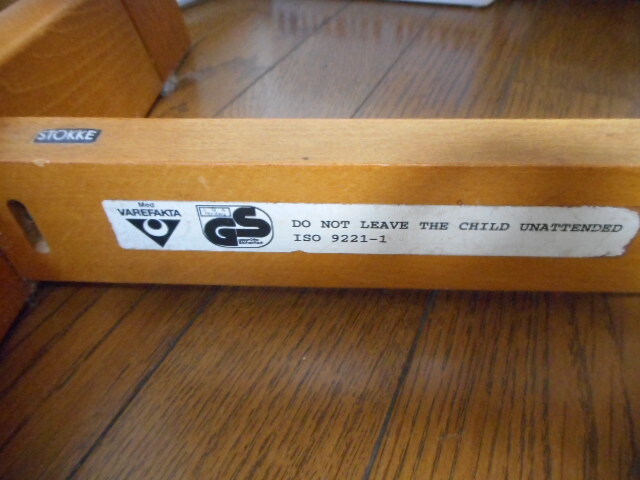 STOKKE
Med
VAREFAKTA
GS
DO NOT LEAVE THE CHILD UNATTENDED
ISO 9221-1